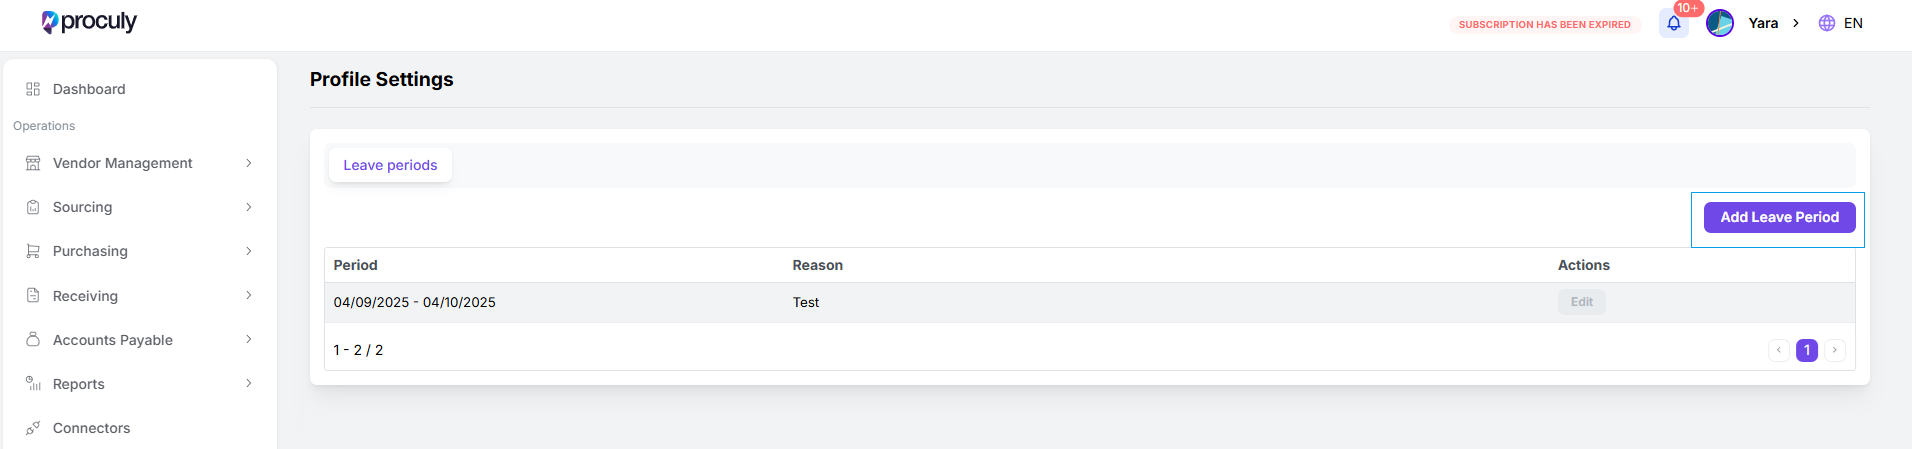 proculy
SUBSCRIPTION HAS BEEN EXPIRED
10+
Yara
EN
Dashboard
Operations
Vendor Management
Sourcing
Purchasing
Receiving
Accounts Payable
Reports
Connectors
Profile Settings
Leave periods
Add Leave Period
Period Reason Actions
04/09/2025 - 04/10/2025 Test Edit
1 - 2 / 2
1